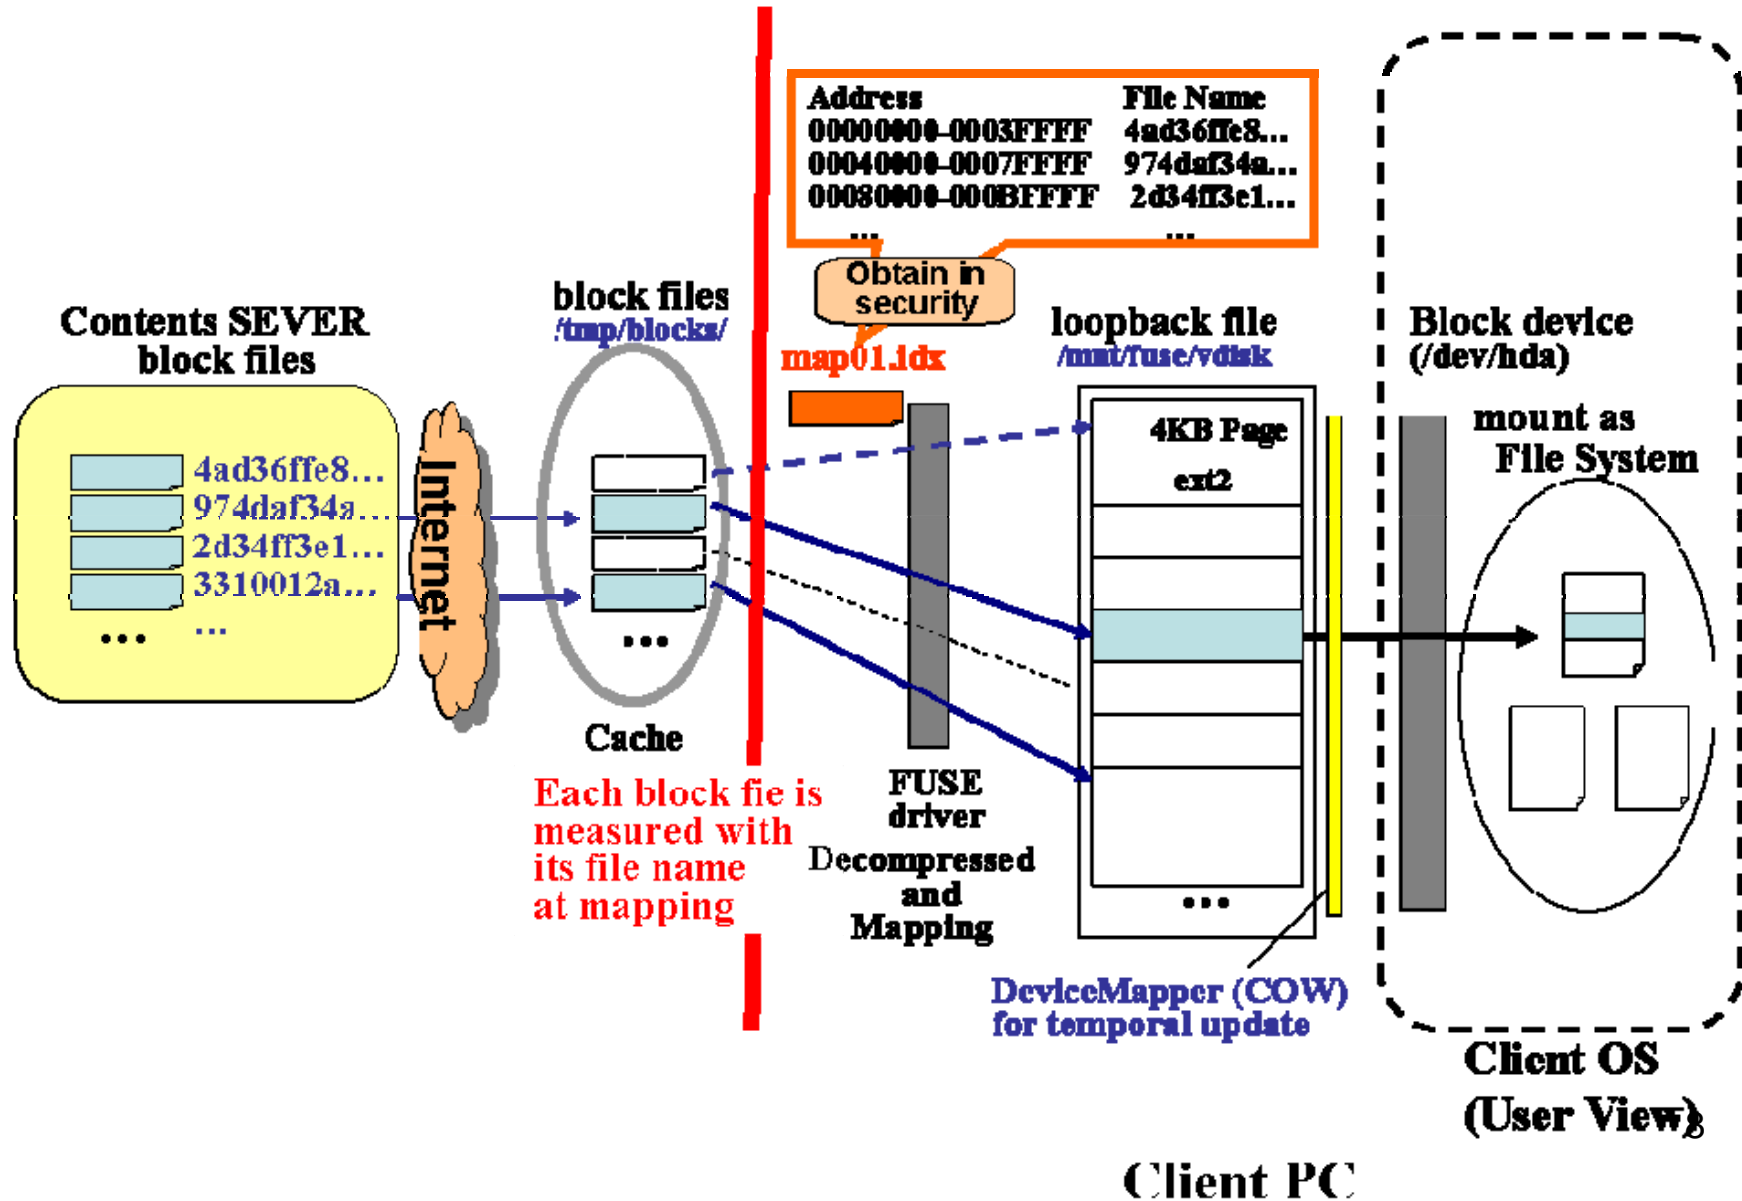 Address File Name
00000000-0003FFFF 4ad36ffe8...
00040000-0007FFFF 974daf34a...
00080000-000BFFFF 2d34ff3e1...
... ...
Obtain in
security
map01.idx
Contents SEVER
block files
4ad36ffe8...
974daf34a...
2d34ff3e1...
3310012a...
... ...
Internet
block files
/tmp/blocks/
...
Cache
Each block fie is
measured with
its file name
at mapping
FUSE
driver
Decompressed
and
Mapping
loopback file
/mnt/fuse/vdisk
4KB Page
ext2
...
DeviceMapper (COW)
for temporal update
Block device
(/dev/hda)
mount as
File System
Client OS
(User View)
8
Client PC